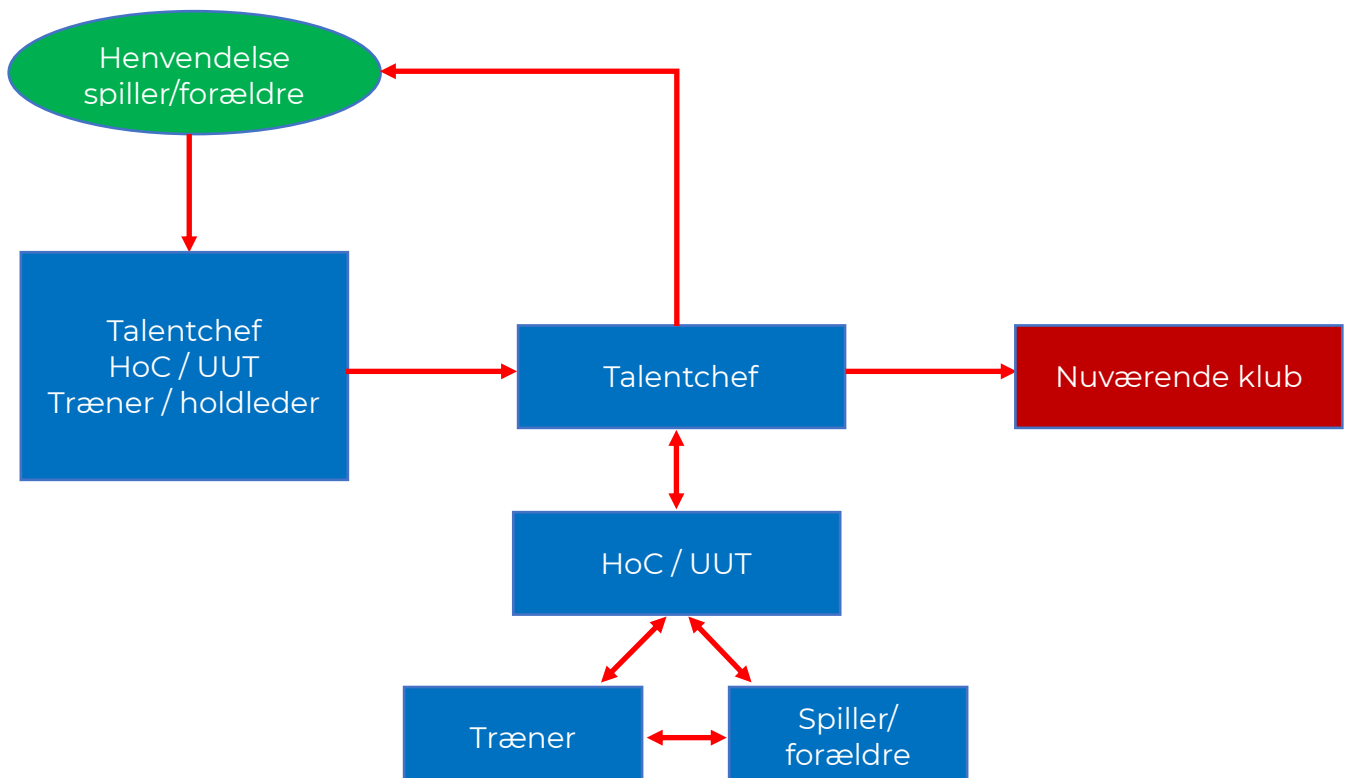 Henvendelse
spiller/forældre
Talentchef
HoC / UUT
Træner / holdleder
Talentchef
Nuværende klub
HoC / UUT
Træner
Spiller/
forældre